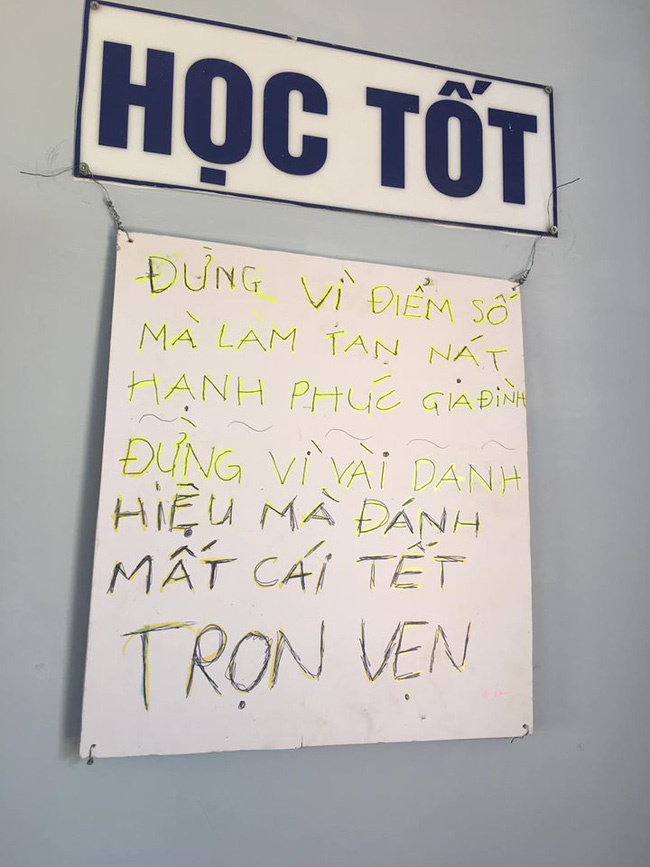 HỌC TỐT
ĐỪNG VÌ ĐIỂM SỐ
MÀ LÀM TAN NÁT
HẠNH PHÚC GIA ĐÌNH
ĐỪNG VÌ VÀI DANH
HIỆU MÀ ĐÁNH
MẤT CÁI TẾT
TRỌN VẸN